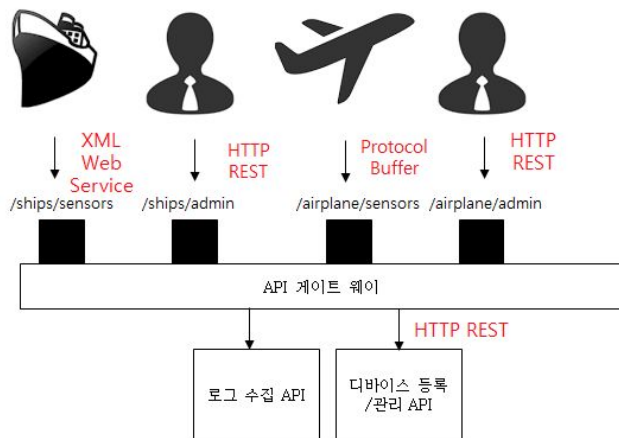 XML
Web
Service
HTTP
REST
Protocol
Buffer
HTTP
REST
/ships/sensors
/ships/admin
/airplane/sensors
/airplane/admin
API 게이트 웨이
HTTP REST
로그 수집 API
디바이스 등록
/관리 API